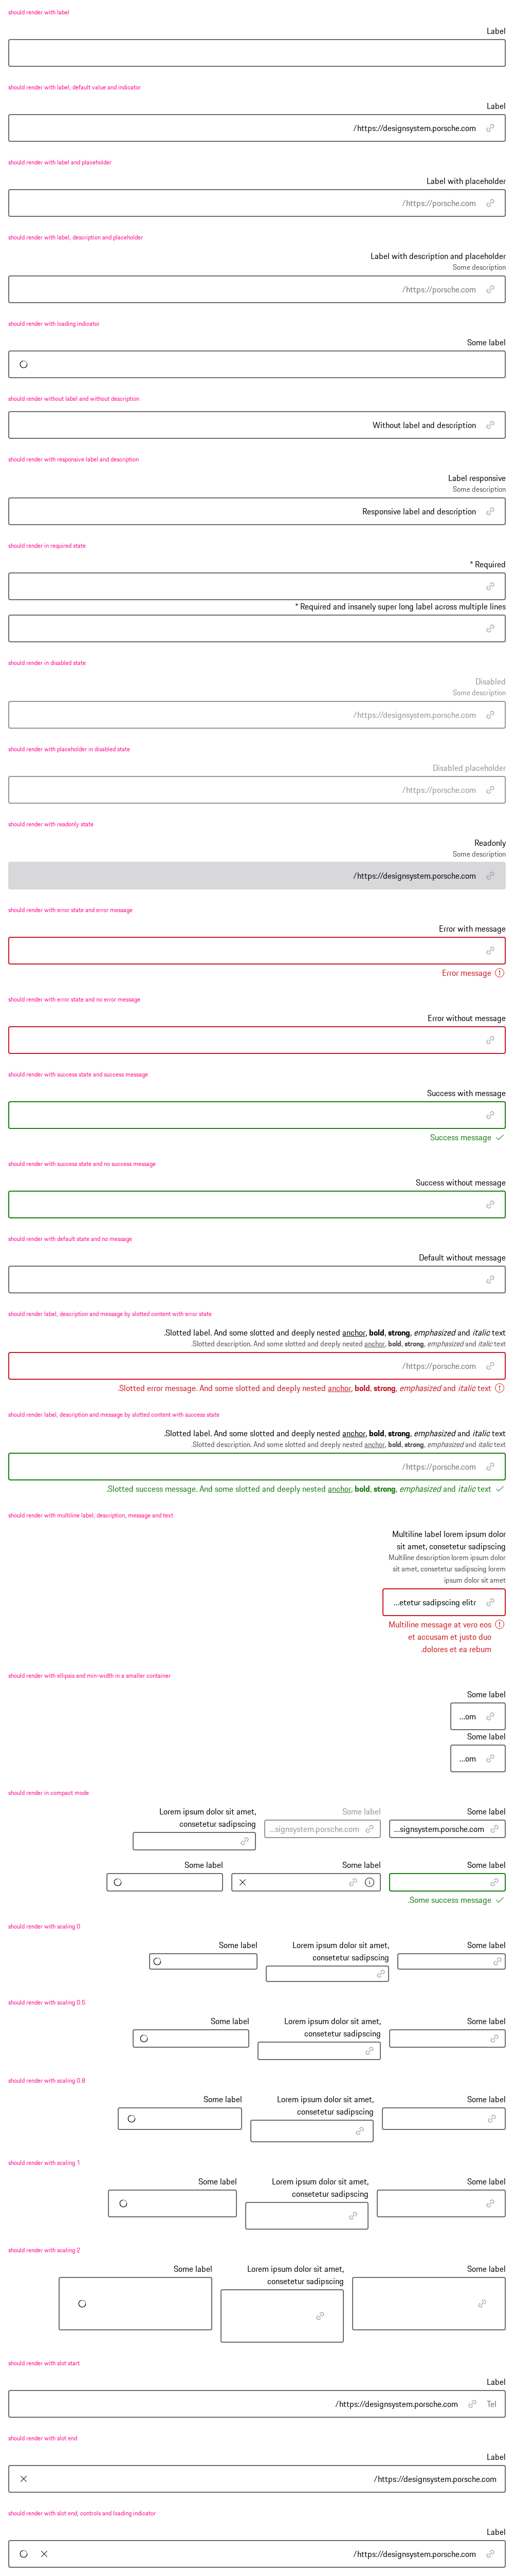 should render with label
Label
should render with label, default value and indicator
Label
/https://designsystem.porsche.com
should render with label and placeholder
Label with placeholder
/https://porsche.com
should render with label, description and placeholder
Label with description and placeholder
Some description
/https://porsche.com
should render with loading indicator
Some label
should render without label and without description
Without label and description
should render with responsive label and description
Label responsive
Some description
Responsive label and description
should render in required state
* Required
* Required and insanely super long label across multiple lines
should render in disabled state
Disabled
Some description
/https://designsystem.porsche.com
should render with placeholder in disabled state
Disabled placeholder
/https://porsche.com
should render with readonly state
Readonly
Some description
/https://designsystem.porsche.com
should render with error state and error message
Error with message
Error message
should render with error state and no error message
Error without message
should render with success state and success message
Success with message
Success message
should render with success state and no success message
Success without message
should render with default state and no message
Default without message
should render label, description and message by slotted content with error state
.Slotted label. And some slotted and deeply nested anchor, bold, strong, emphasized and italic text
.Slotted description. And some slotted and deeply nested anchor, bold, strong, emphasized and italic text
/https://porsche.com
.Slotted error message. And some slotted and deeply nested anchor, bold, strong, emphasized and italic text
should render label, description and message by slotted content with success state
.Slotted label. And some slotted and deeply nested anchor, bold, strong, emphasized and italic text
.Slotted description. And some slotted and deeply nested anchor, bold, strong, emphasized and italic text
/https://porsche.com
.Slotted success message. And some slotted and deeply nested anchor, bold, strong, emphasized and italic text
should render with multiline label, description, message and text
Multiline label lorem ipsum dolor
sit amet, consetetur sadipscing
Multiline description lorem ipsum dolor
sit amet, consetetur sadipscing lorem
ipsum dolor sit amet
...etetur sadipscing elitr
Multiline message at vero eos
et accusam et justo duo
.dolores et ea rebum
should render with ellipsis and min-width in a smaller container
Some label
...om
Some label
...om
should render in compact mode
Lorem ipsum dolor sit amet, Some label Some label
consetetur sadipscing ...signsystem.porsche.com ...signsystem.porsche.com
Some label Some label Some label
.Some success message
should render with scaling 0
Some label Lorem ipsum dolor sit amet, Some label
consetetur sadipscing
should render with scaling 0.5
Some label Lorem ipsum dolor sit amet, Some label
consetetur sadipscing
should render with scaling 0.8
Some label Lorem ipsum dolor sit amet, Some label
consetetur sadipscing
should render with scaling 1
Some label Lorem ipsum dolor sit amet, Some label
consetetur sadipscing
should render with scaling 2
Some label Lorem ipsum dolor sit amet, Some label
consetetur sadipscing
should render with slot start
Label
/https://designsystem.porsche.com Tel
should render with slot end
Label
/https://designsystem.porsche.com
should render with slot end, controls and loading indicator
Label
/https://designsystem.porsche.com